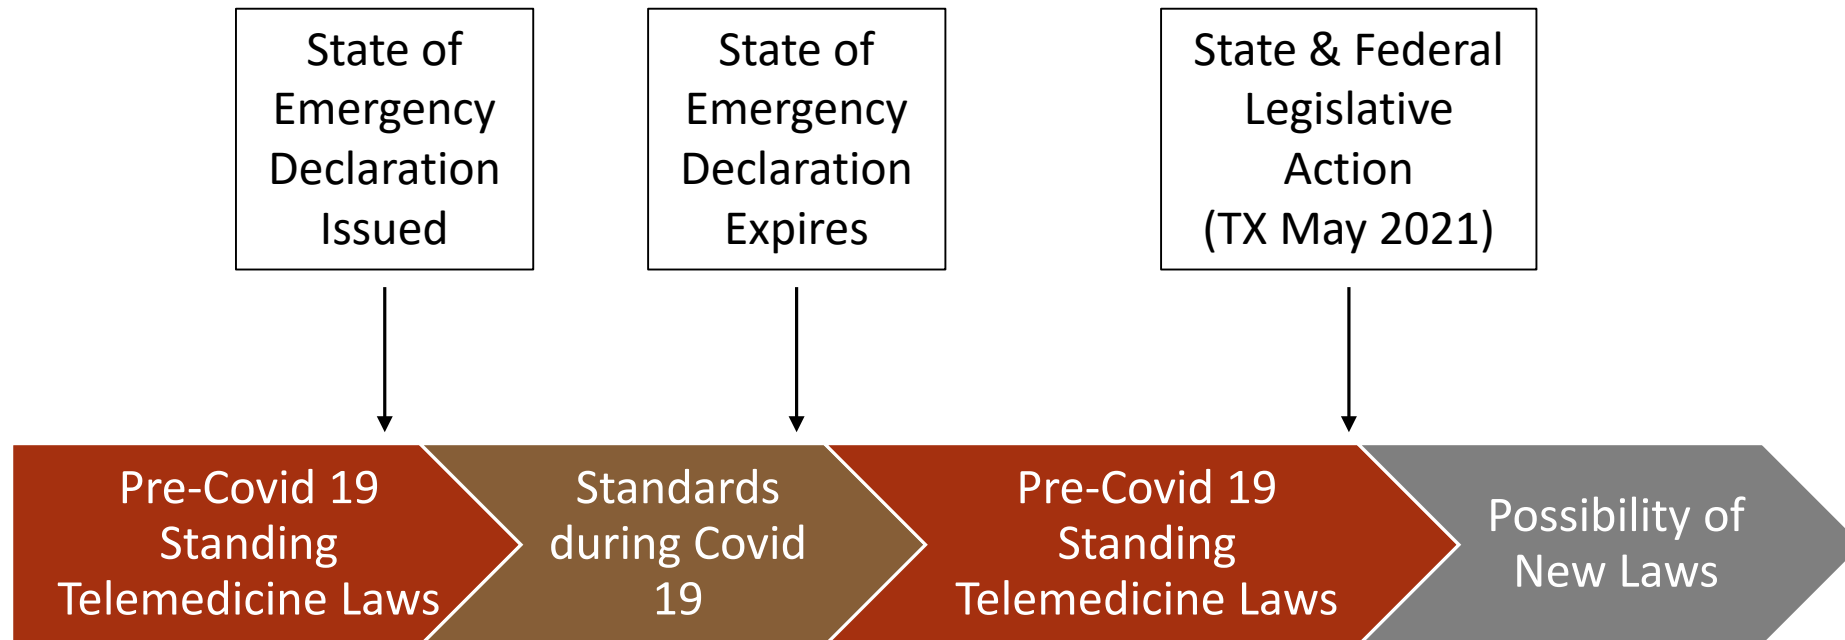 State of
Emergency
Declaration
Issued
State of
Emergency
Declaration
Expires
State & Federal
Legislative
Action
(TX May 2021)
Pre-Covid 19
Standing
Telemedicine Laws
Standards
during Covid
19
Pre-Covid 19
Standing
Telemedicine Laws
Possibility of
New Laws